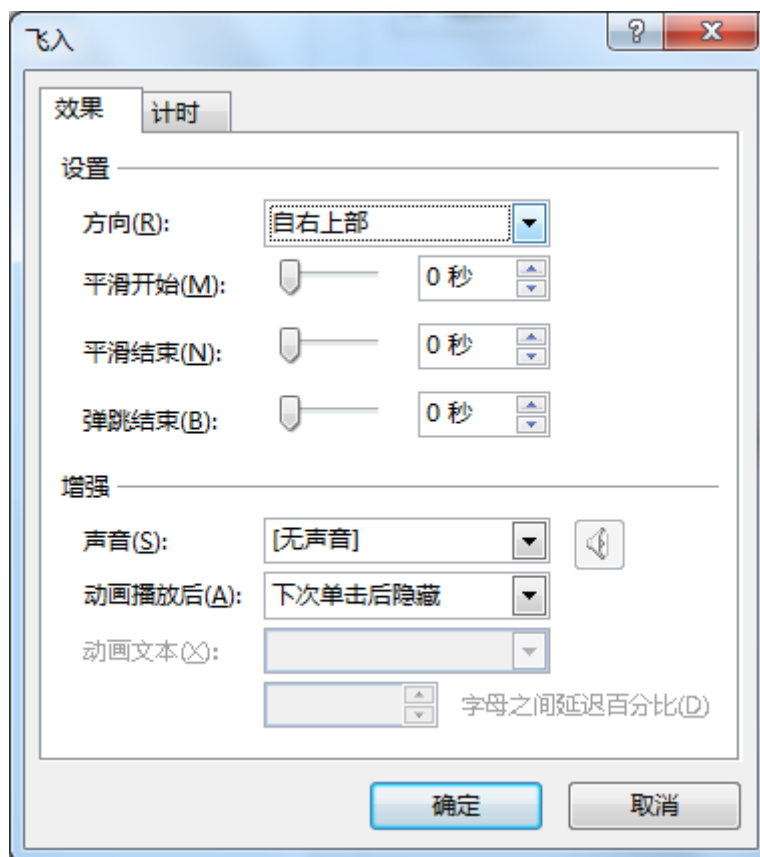 飞入
效果 计时
设置
方向(R): 自右上部
平滑开始(M): 0 秒
平滑结束(N): 0 秒
弹跳结束(B): 0 秒
增强
声音(S): [无声音]
动画播放后(A): 下次单击后隐藏
动画文本(X):
字母之间延迟百分比(D)
确定 取消